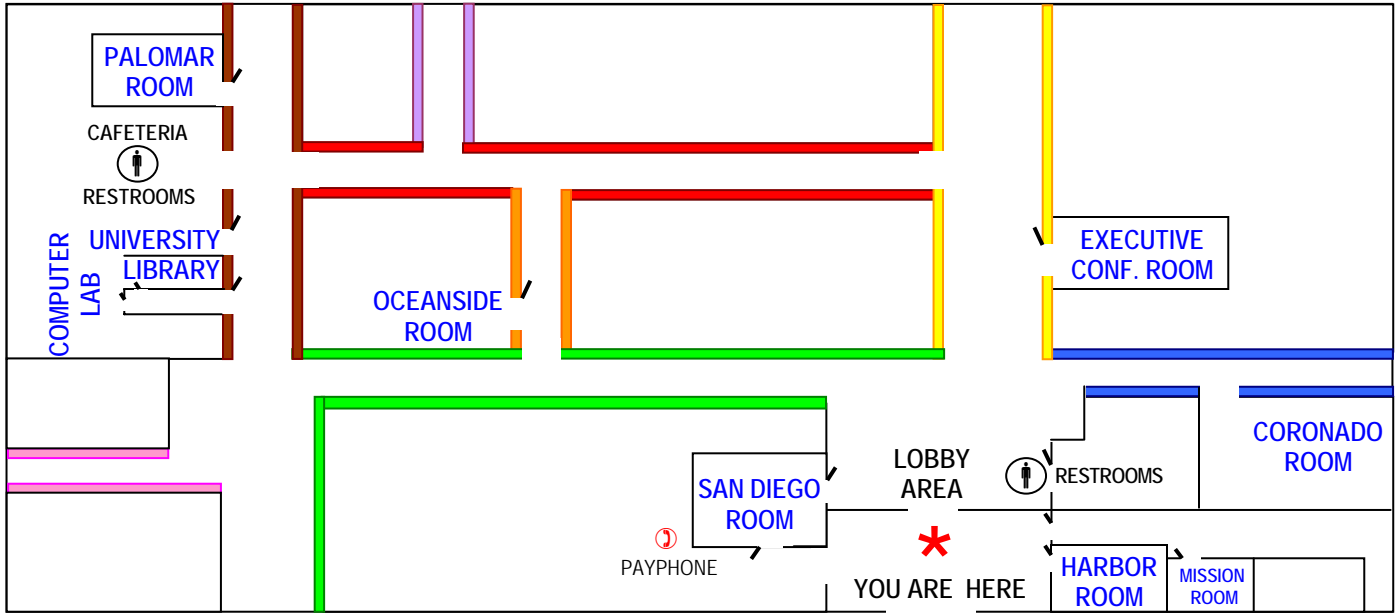 PALOMAR
ROOM
CAFETERIA
RESTROOMS
UNIVERSITY
LIBRARY
COMPUTER
LAB
OCEANSIDE
ROOM
EXECUTIVE
CONF. ROOM
CORONADO
ROOM
LOBBY
AREA
RESTROOMS
SAN DIEGO
ROOM
PAYPHONE
*
YOU ARE HERE
HARBOR
ROOM
MISSION
ROOM